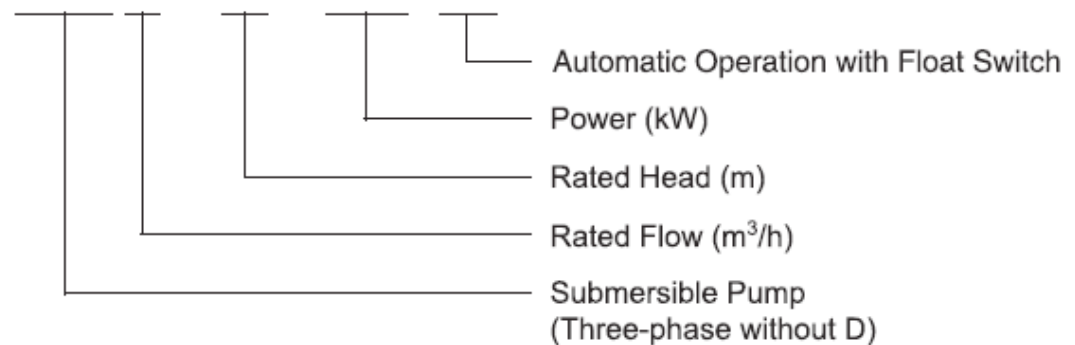 Automatic Operation with Float Switch
Power (kW)
Rated Head (m)
Rated Flow (m³/h)
Submersible Pump
(Three-phase without D)